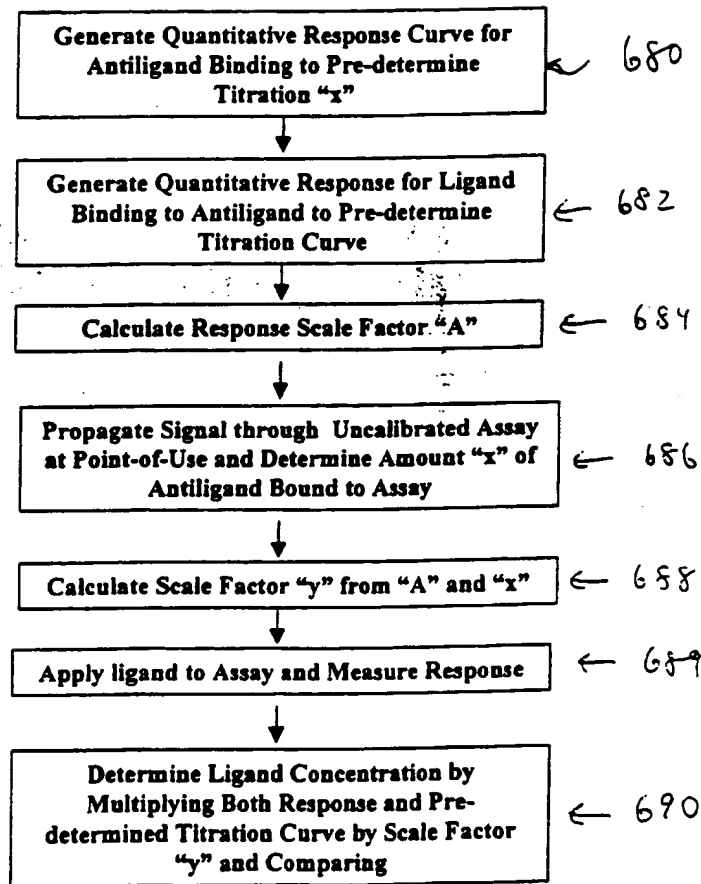 Generate Quantitative Response Curve for
Antiligand Binding to Pre-determine
Titration “x”
680
Generate Quantitative Response for Ligand
Binding to Antiligand to Pre-determine
Titration Curve
682
Calculate Response Scale Factor “A”
684
Propagate Signal through Uncalibrated Assay
at Point-of-Use and Determine Amount “x” of
Antiligand Bound to Assay
686
Calculate Scale Factor “y” from “A” and “x”
688
Apply ligand to Assay and Measure Response
689
Determine Ligand Concentration by
Multiplying Both Response and Pre-
determined Titration Curve by Scale Factor
“y” and Comparing
690